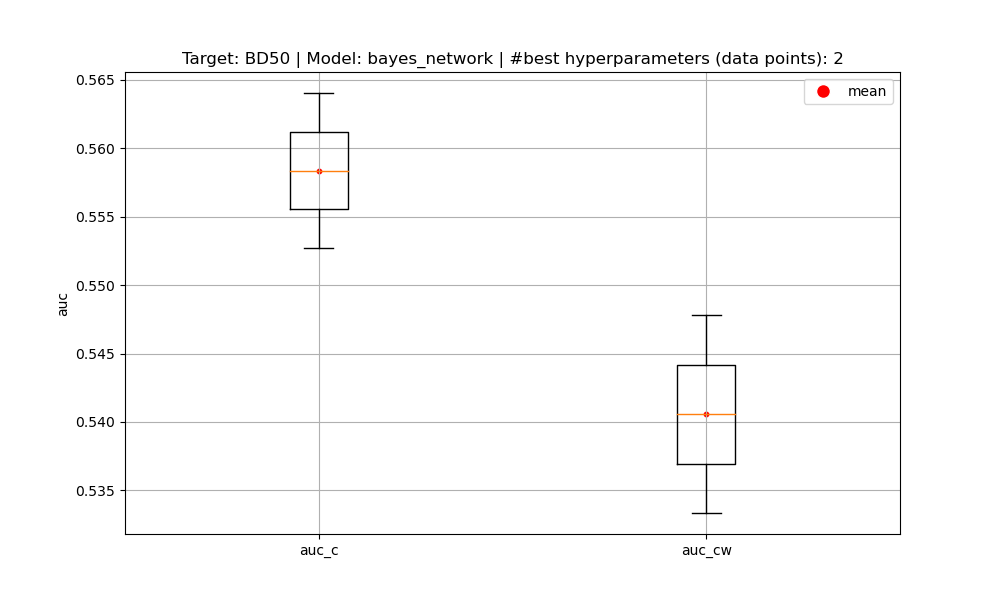 Target: BD50 | Model: bayes_network | #best hyperparameters (data points): 2
mean
0.565
0.560
0.555
0.550
0.545
0.540
0.535
auc
auc_c
auc_cw